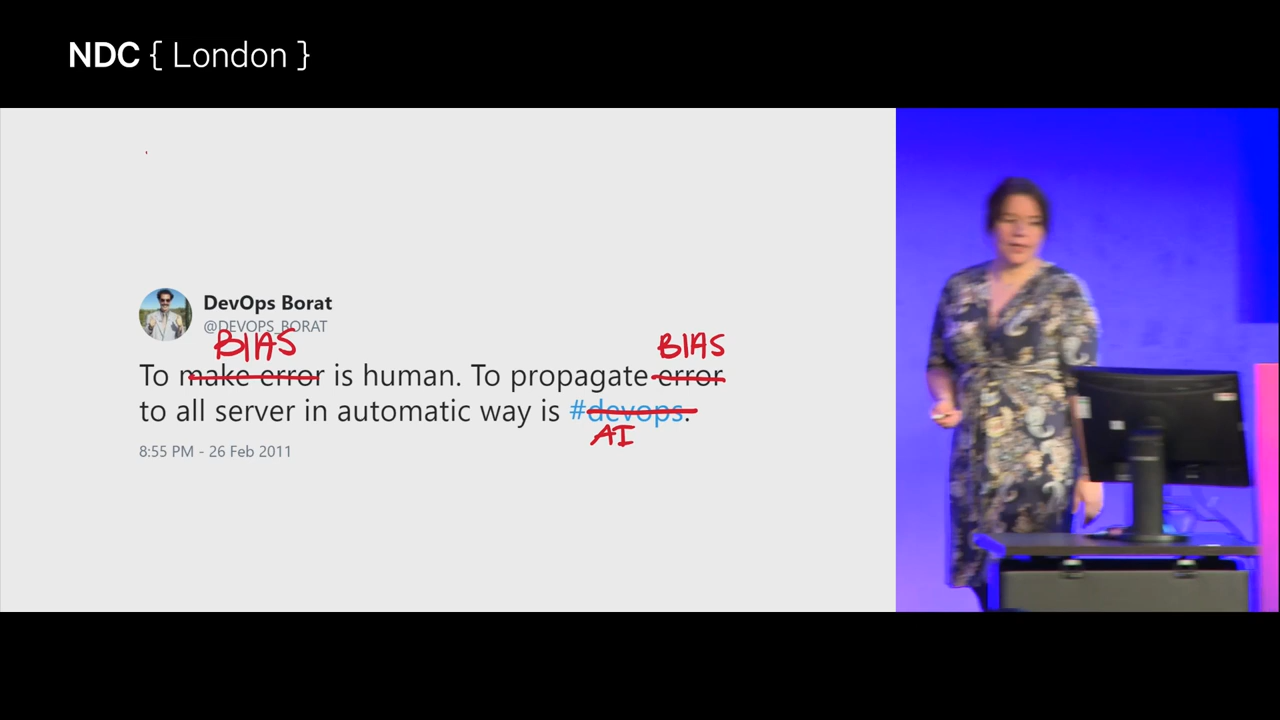 NDC { London }
DevOps Borat
@DEVOPS_BORAT
BIAS BIAS
To make error is human. To propagate error
to all server in automatic way is #devops.
AI
8:55 PM - 26 Feb 2011